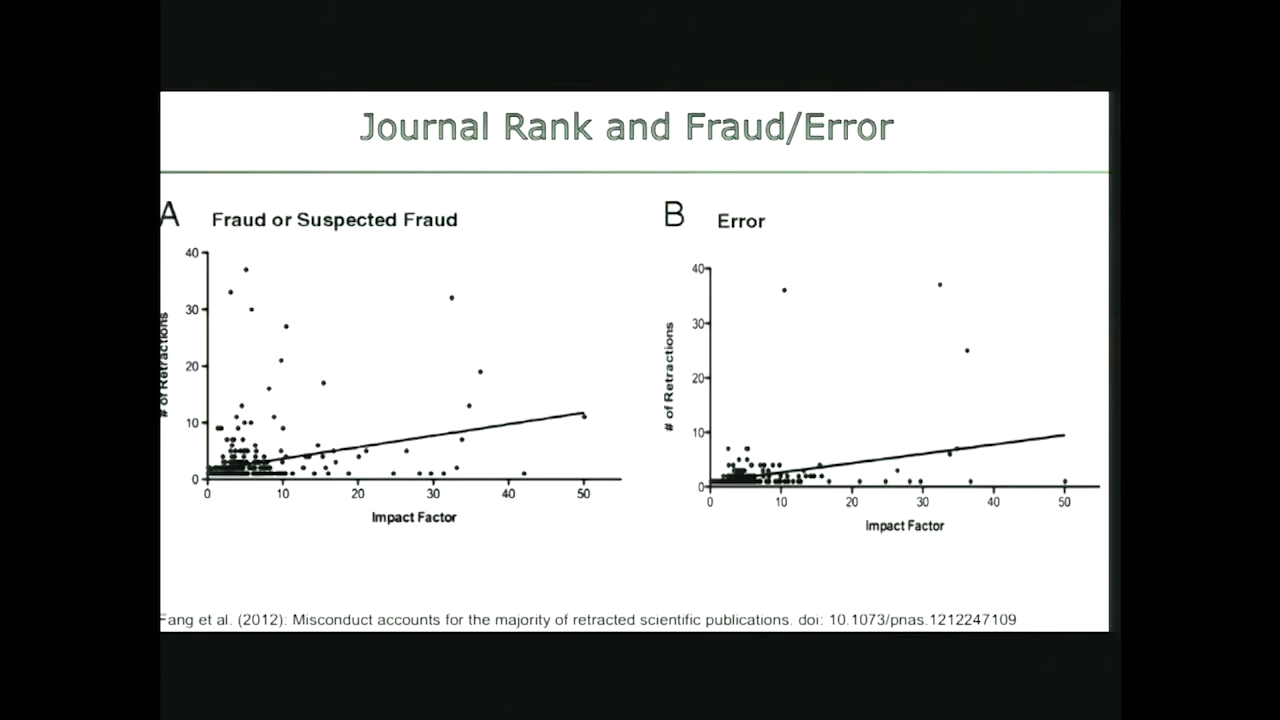 Journal Rank and Fraud/Error
A
Fraud or Suspected Fraud
40
30
20
10
0
# of Retractions
0 10 20 30 40 50
Impact Factor
B
Error
40
30
20
10
0
# of Retractions
0 10 20 30 40 50
Impact Factor
Fang et al. (2012): Misconduct accounts for the majority of retracted scientific publications. doi: 10.1073/pnas.1212247109